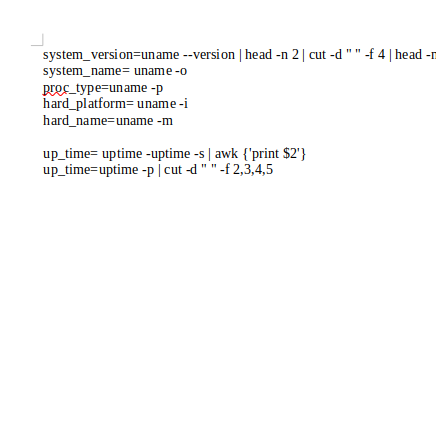 system_version=uname --version | head -n 2 | cut -d " " -f 4 | head -n
system_name= uname -o
proc_type=uname -p
hard_platform= uname -i
hard_name=uname -m
up_time= uptime -uptime -s | awk {'print $2'}
up_time=uptime -p | cut -d " " -f 2,3,4,5